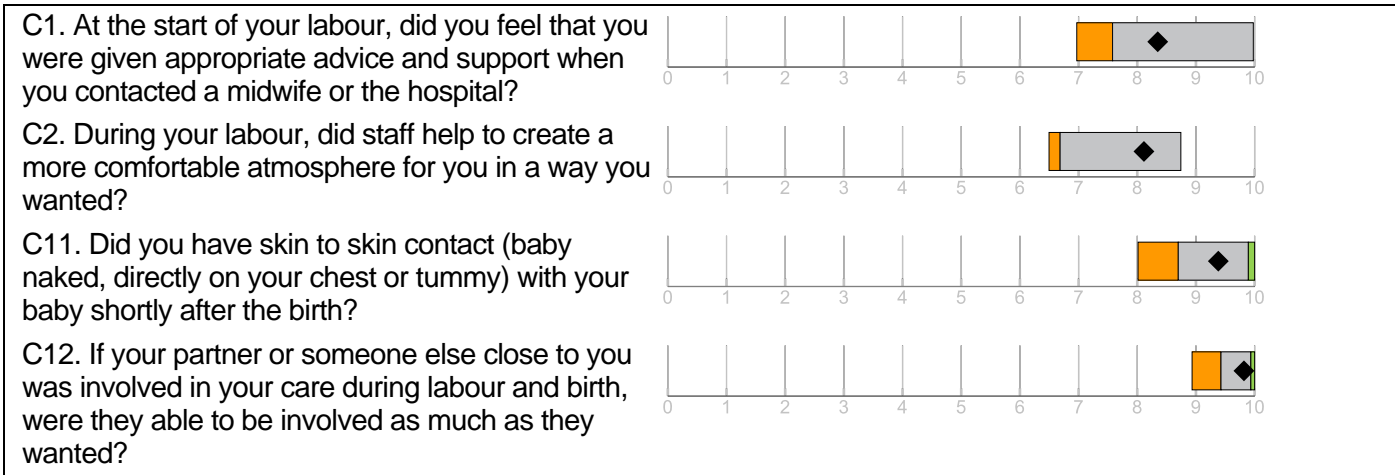 C1. At the start of your labour, did you feel that you
were given appropriate advice and support when
you contacted a midwife or the hospital?
0 1 2 3 4 5 6 7 8 9 10
C2. During your labour, did staff help to create a
more comfortable atmosphere for you in a way you
wanted?
0 1 2 3 4 5 6 7 8 9 10
C11. Did you have skin to skin contact (baby
naked, directly on your chest or tummy) with your
baby shortly after the birth?
0 1 2 3 4 5 6 7 8 9 10
C12. If your partner or someone else close to you
was involved in your care during labour and birth,
were they able to be involved as much as they
wanted?
0 1 2 3 4 5 6 7 8 9 10